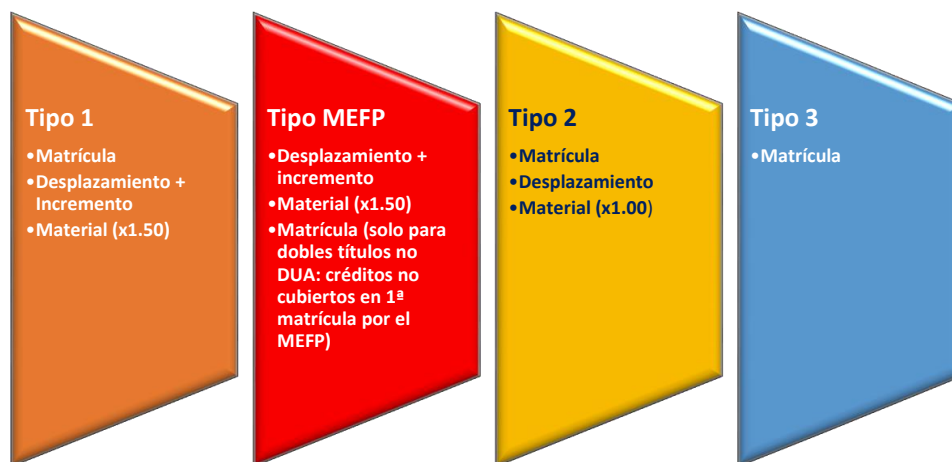 Tipo 1
•Matrícula
•Desplazamiento +
Incremento
•Material (x1.50)
Tipo MEFP
•Desplazamiento +
incremento
•Material (x1.50)
•Matrícula (solo para
dobles títulos no
DUA: créditos no
cubiertos en 1ª
matrícula por el
MEFP)
Tipo 2
•Matrícula
•Desplazamiento
•Material (x1.00)
Tipo 3
•Matrícula